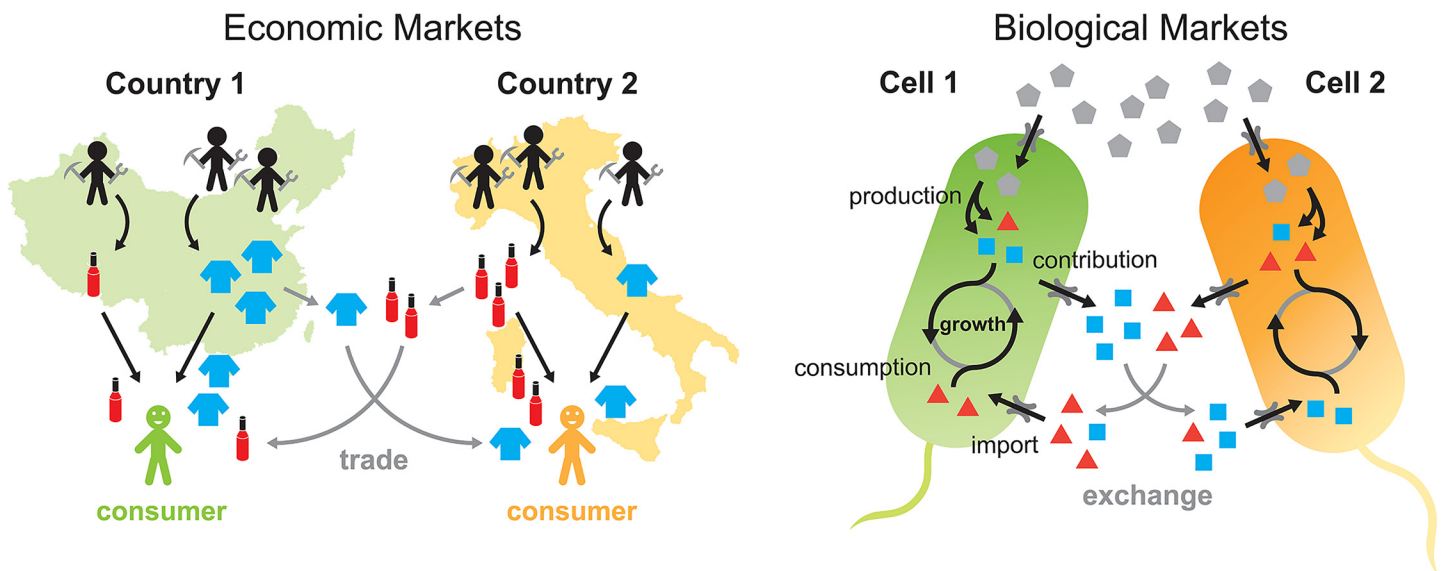 Economic Markets
Country 1
Country 2
trade
consumer
consumer
Biological Markets
Cell 1
Cell 2
production
contribution
growth
consumption
import
exchange